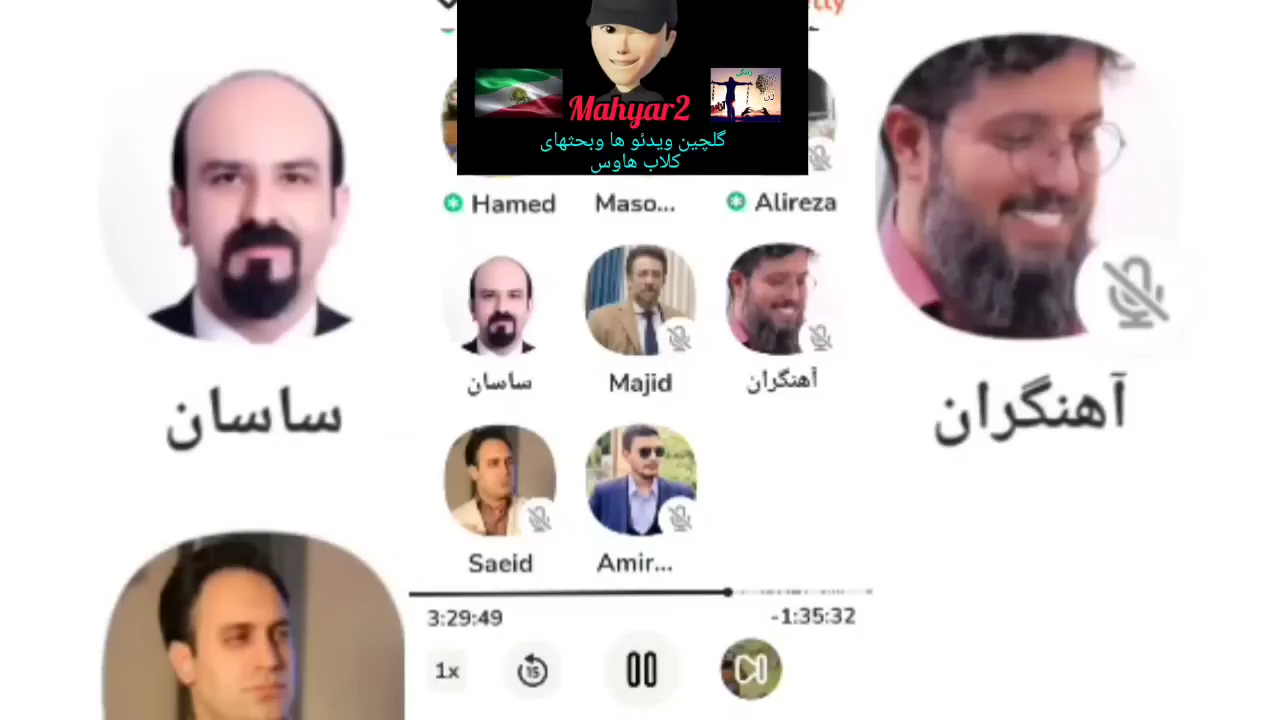 Mahyar2
گلچین ویدئو ها وبحثهای
کلاب هاوس
Hamed
Maso...
Alireza
ساسان
Majid
آهنگران
Saeid
Amir...
3:29:49
-1:35:32
1x
15
ساسان
آهنگران